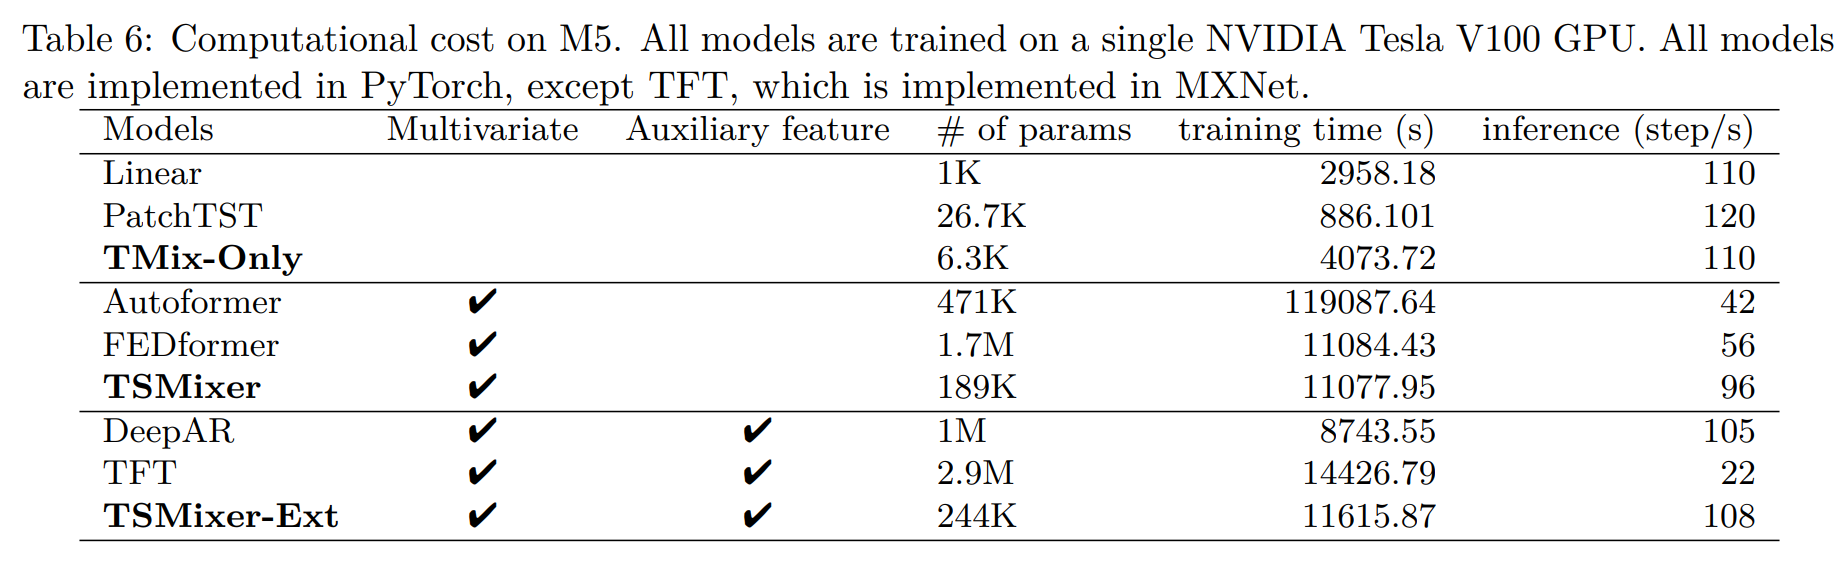 Table 6: Computational cost on M5. All models are trained on a single NVIDIA Tesla V100 GPU. All models
are implemented in PyTorch, except TFT, which is implemented in MXNet.
Models Multivariate Auxiliary feature # of params training time (s) inference (step/s)
Linear 1K 2958.18 110
PatchTST 26.7K 886.101 120
TMix-Only 6.3K 4073.72 110
Autoformer ✔ 471K 119087.64 42
FEDformer ✔ 1.7M 11084.43 56
TSMixer ✔ 189K 11077.95 96
DeepAR ✔ ✔ 1M 8743.55 105
TFT ✔ ✔ 2.9M 14426.79 22
TSMixer-Ext ✔ ✔ 244K 11615.87 108